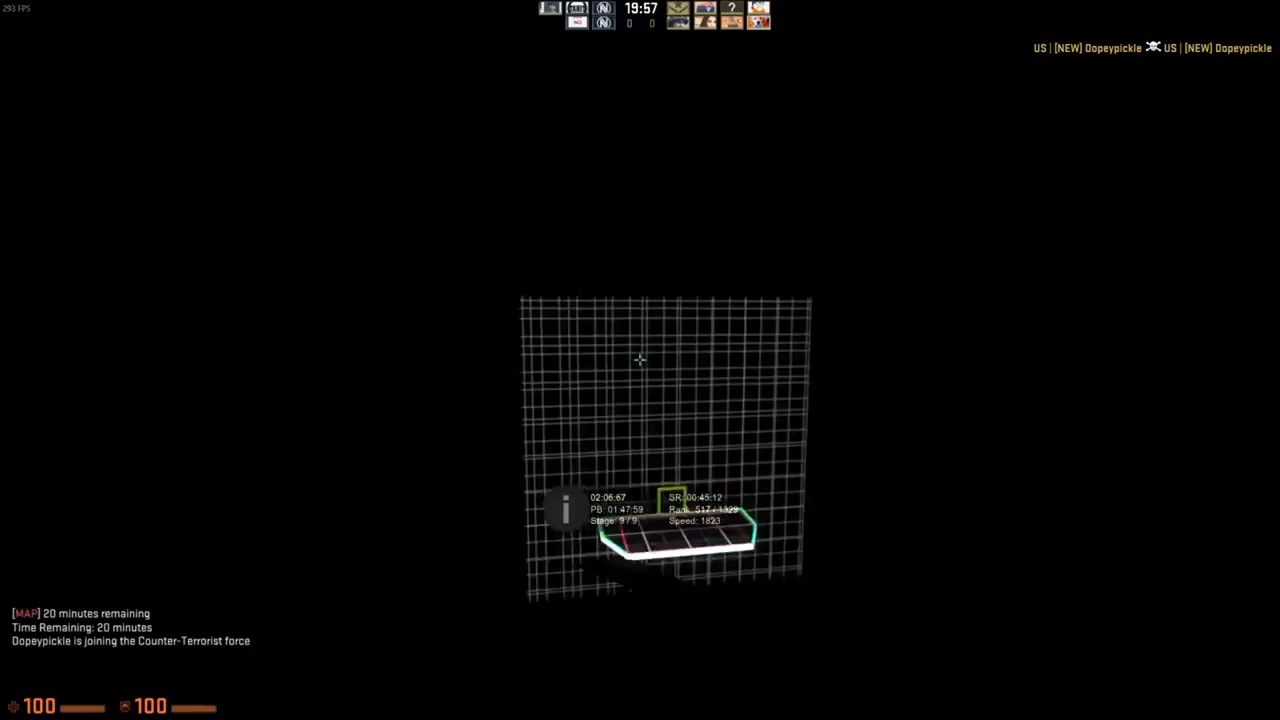 293 FPS
19:57
NO
?
0 0
US | [NEW] Dopeypickle US | [NEW] Dopeypickle
i
02:06:67 SR: 00:45:12
PB: 01:47:59 Rank: 517 / 1329
Stage: 9 / 9 Speed: 1823
[MAP] 20 minutes remaining
Time Remaining: 20 minutes
Dopeypickle is joining the Counter-Terrorist force
100 100